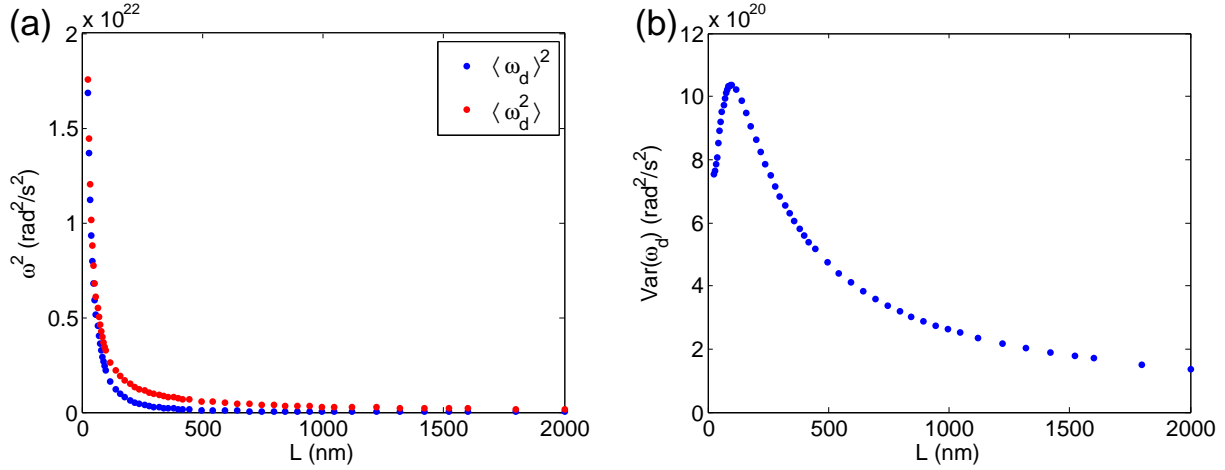 (a)
x 10^22
2
1.5
1
0.5
0
ω^2 (rad^2/s^2)
⟨ω_d⟩^2
⟨ω_d^2⟩
0 500 1000 1500 2000
L (nm)
(b)
x 10^20
12
10
8
6
4
2
0
Var(ω_d) (rad^2/s^2)
0 500 1000 1500 2000
L (nm)